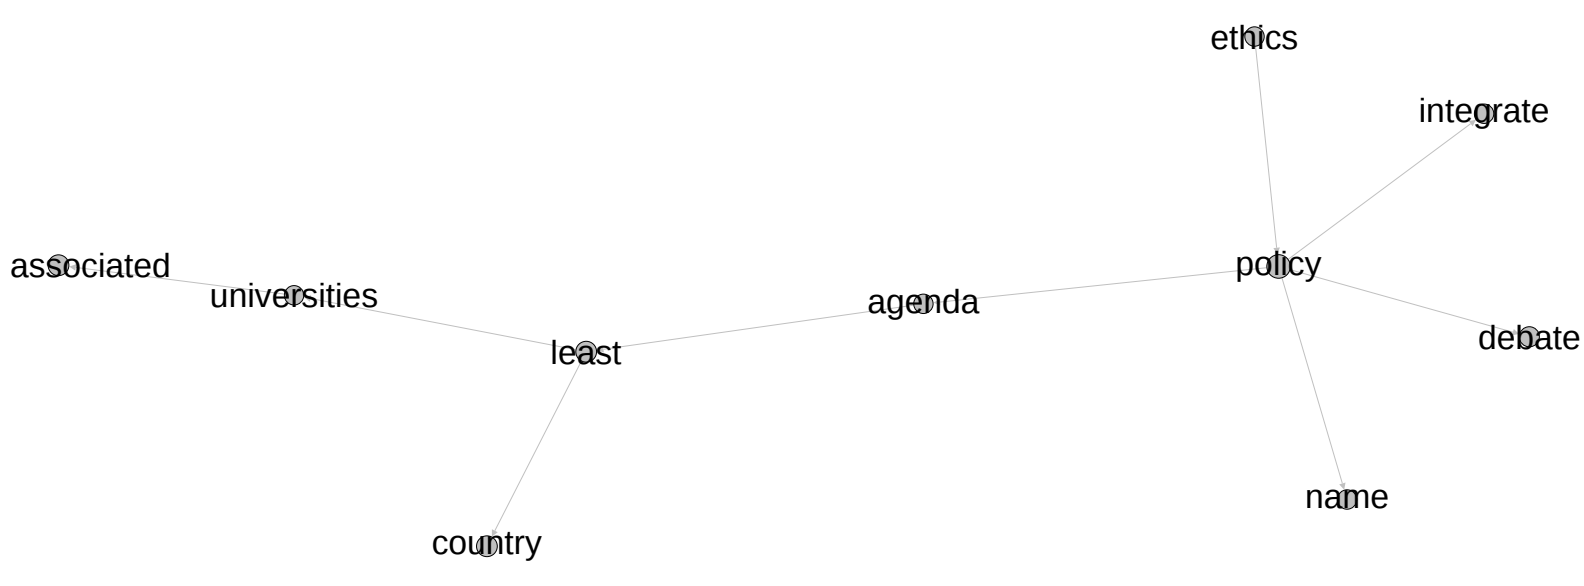 ethics
integrate
policy
associated
universities
agenda
debate
least
name
country